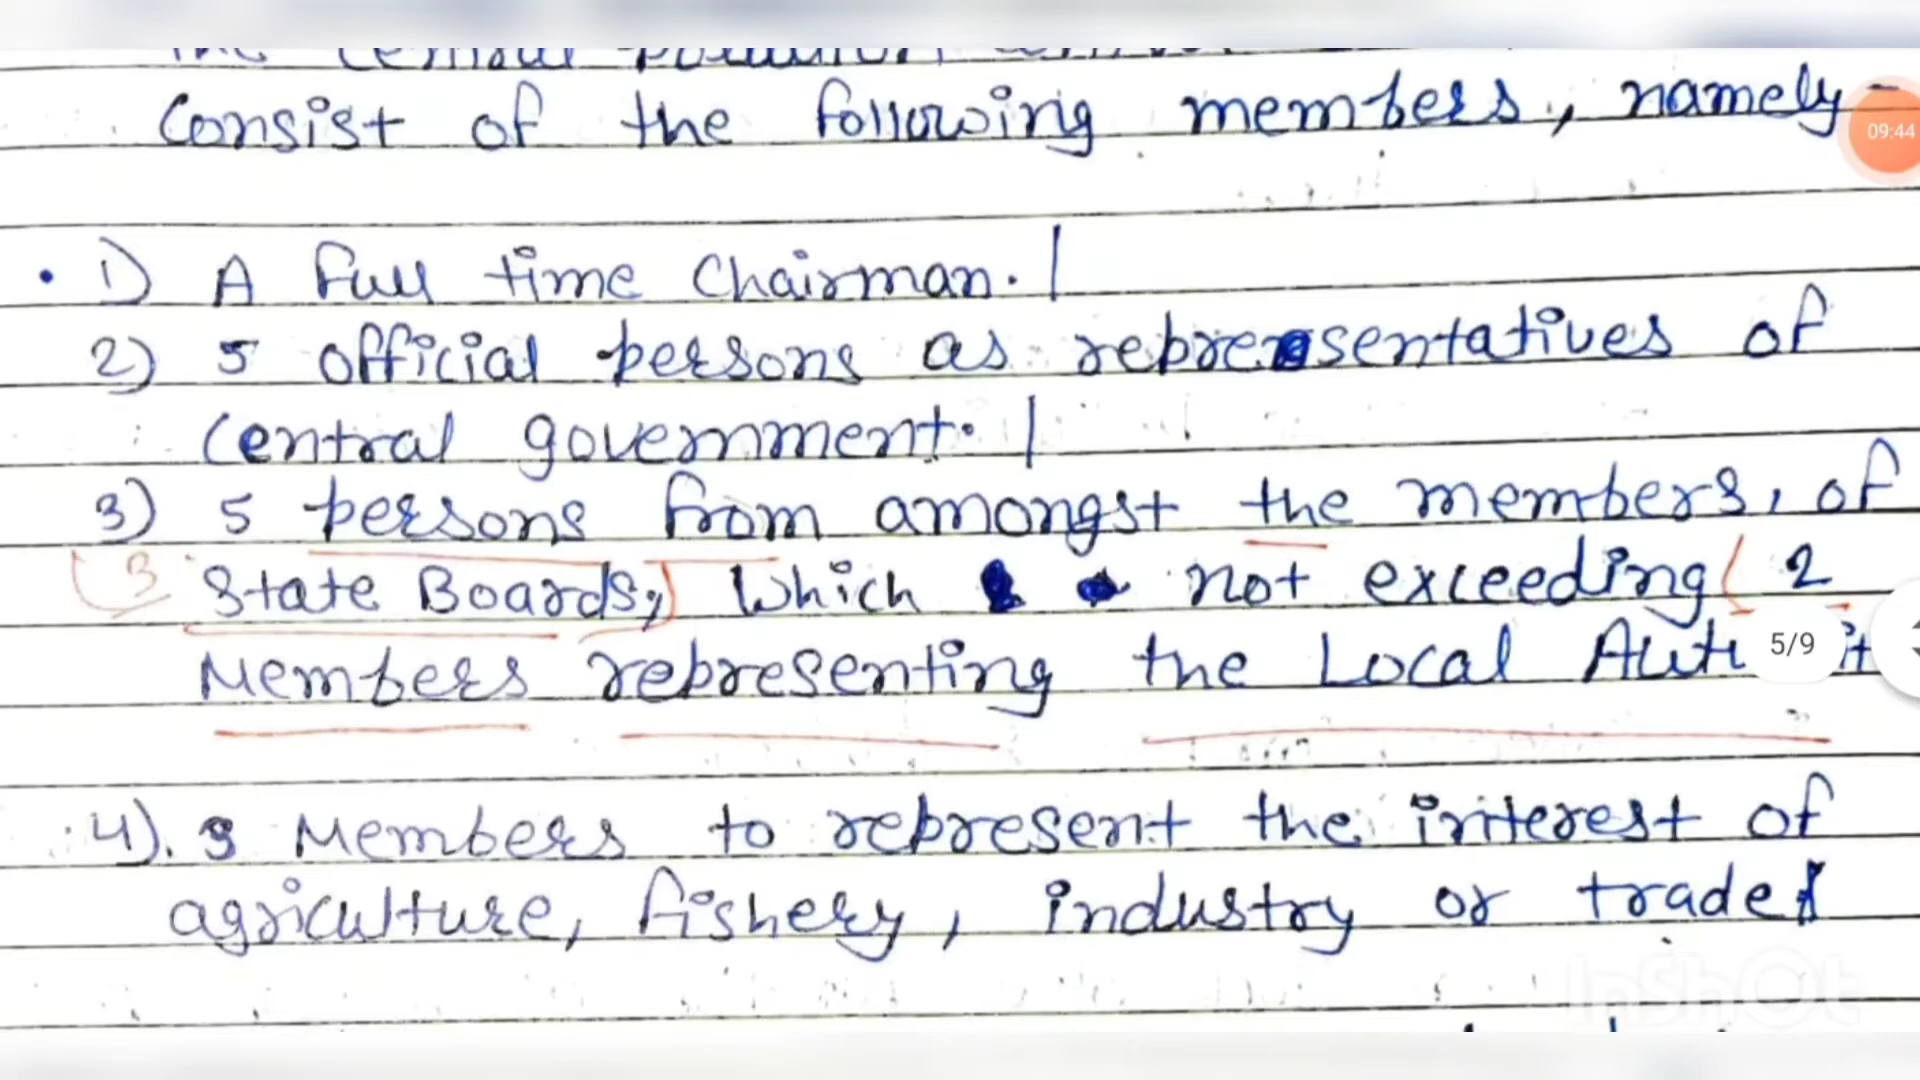 consist of the following members, namely-
09:44
• 1) A full time Chairman. |
2) 5 official persons as representatives of
Central government. |
3) 5 persons from amongst the members, of
3 State Boards, which not exceeding ( 2
Members representing the Local
5/9
4). 3 Members to represent the interest of
agriculture, fishery, industry or trade
InShOt